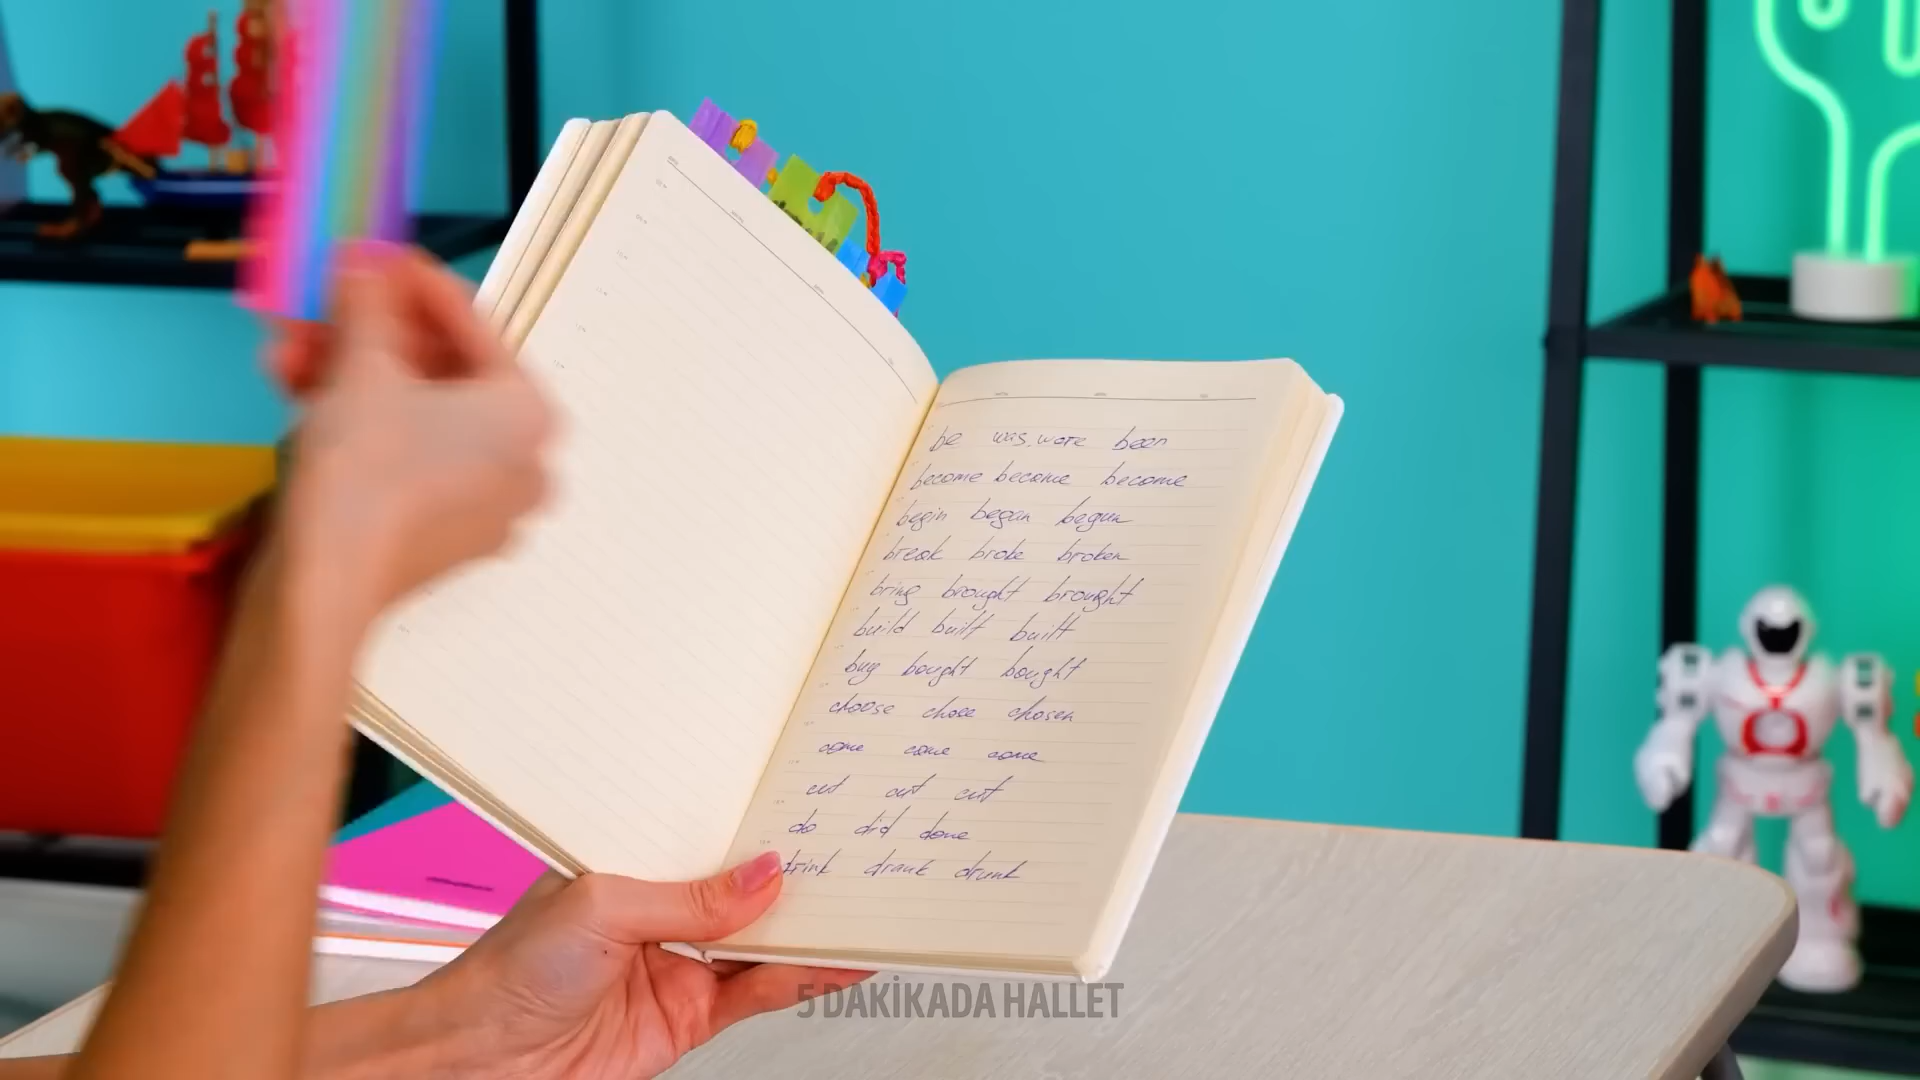 be was, were been
become became become
begin began begun
break broke broken
bring brought brought
build built built
buy bought bought
choose chose chosen
come came come
cut cut cut
do did done
drink drank drunk
5 DAKİKADA HALLET